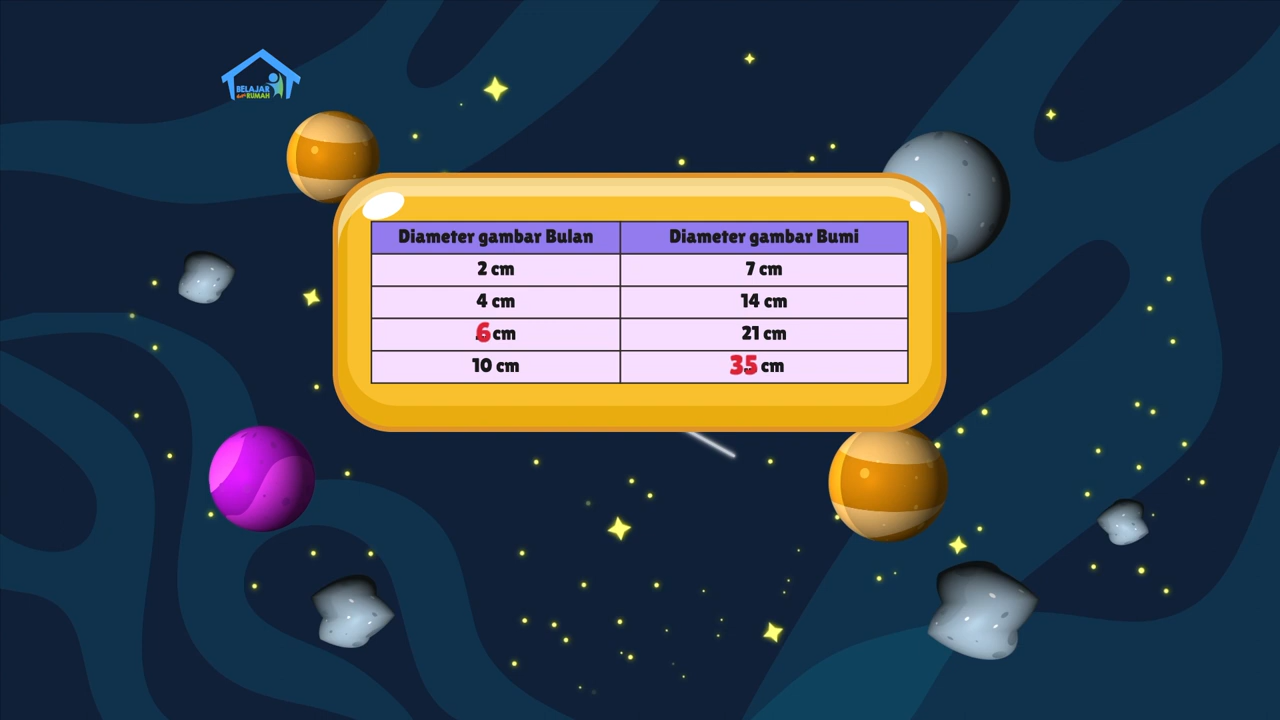 BELAJAR
dari RUMAH
Diameter gambar Bulan Diameter gambar Bumi
2 cm 7 cm
4 cm 14 cm
6 cm 21 cm
10 cm 35 cm